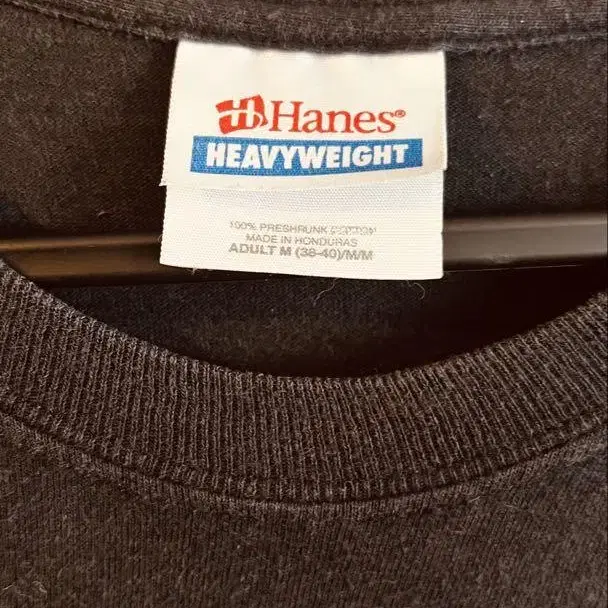 Hanes®
HEAVYWEIGHT
100% PRESHRUNK COTTON
MADE IN HONDURAS
ADULT M (38-40)/M/M